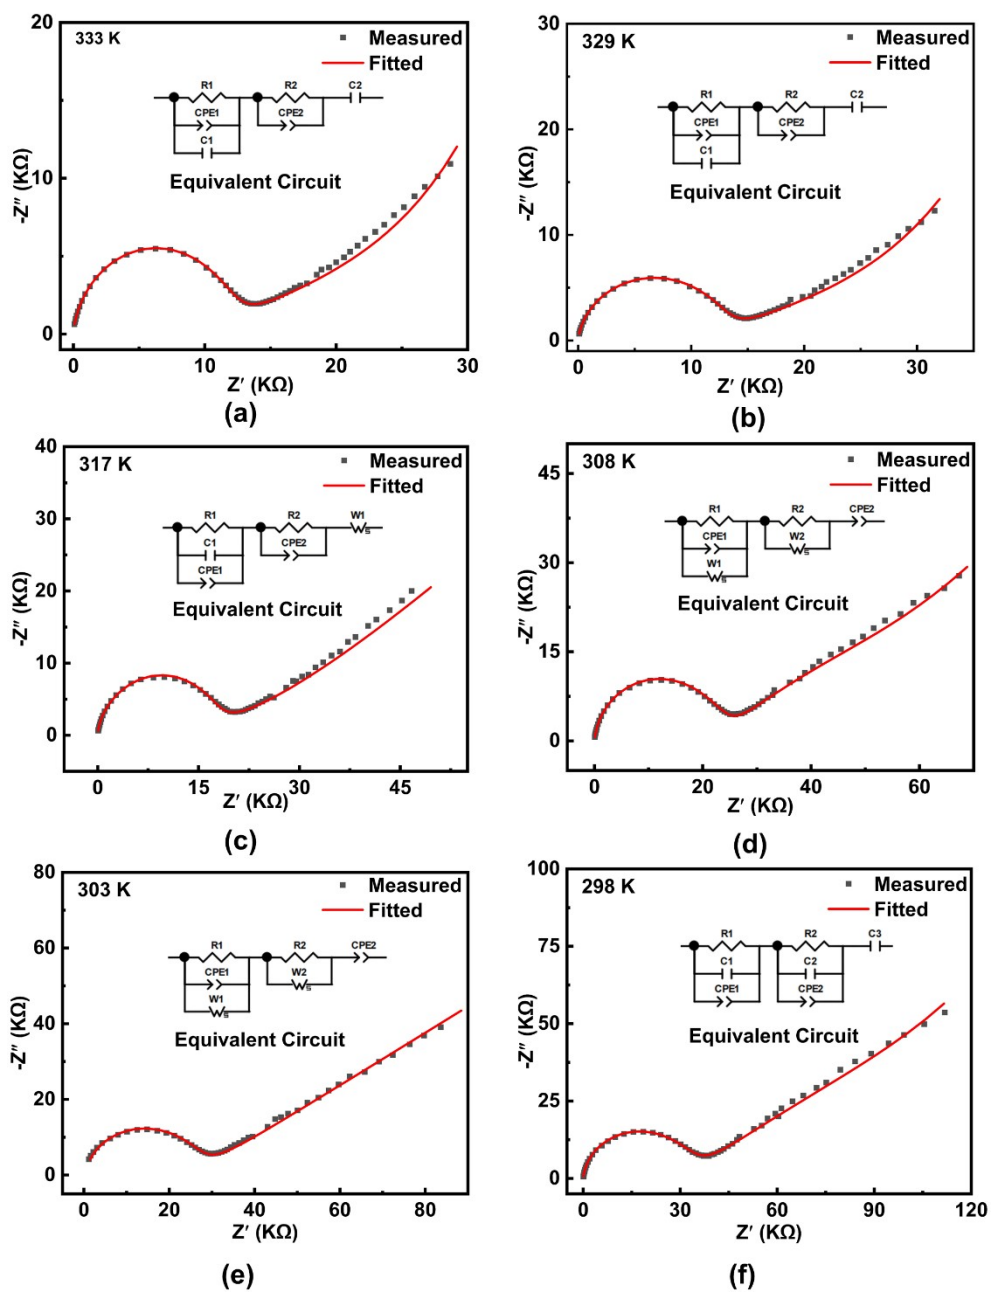 333 K
Measured
Fitted
R1
R2
C2
CPE1
CPE2
C1
Equivalent Circuit
20
10
0
-Z″ (KΩ)
0 10 20 30
Z′ (KΩ)
(a)
329 K
Measured
Fitted
R1
R2
C2
CPE1
CPE2
C1
Equivalent Circuit
30
20
10
0
-Z″ (KΩ)
0 10 20 30
Z′ (KΩ)
(b)
317 K
Measured
Fitted
R1
R2
W1
s
C1
CPE2
CPE1
Equivalent Circuit
40
30
20
10
0
-Z″ (KΩ)
0 15 30 45
Z′ (KΩ)
(c)
308 K
Measured
Fitted
R1
R2
CPE2
CPE1
W2
s
W1
s
Equivalent Circuit
45
30
15
0
-Z″ (KΩ)
0 20 40 60
Z′ (KΩ)
(d)
303 K
Measured
Fitted
R1
R2
CPE2
CPE1
W2
s
W1
s
Equivalent Circuit
80
60
40
20
0
-Z″ (KΩ)
0 20 40 60 80
Z′ (KΩ)
(e)
298 K
Measured
Fitted
R1
R2
C3
C1
C2
CPE1
CPE2
Equivalent Circuit
100
75
50
25
0
-Z″ (KΩ)
0 30 60 90 120
Z′ (KΩ)
(f)